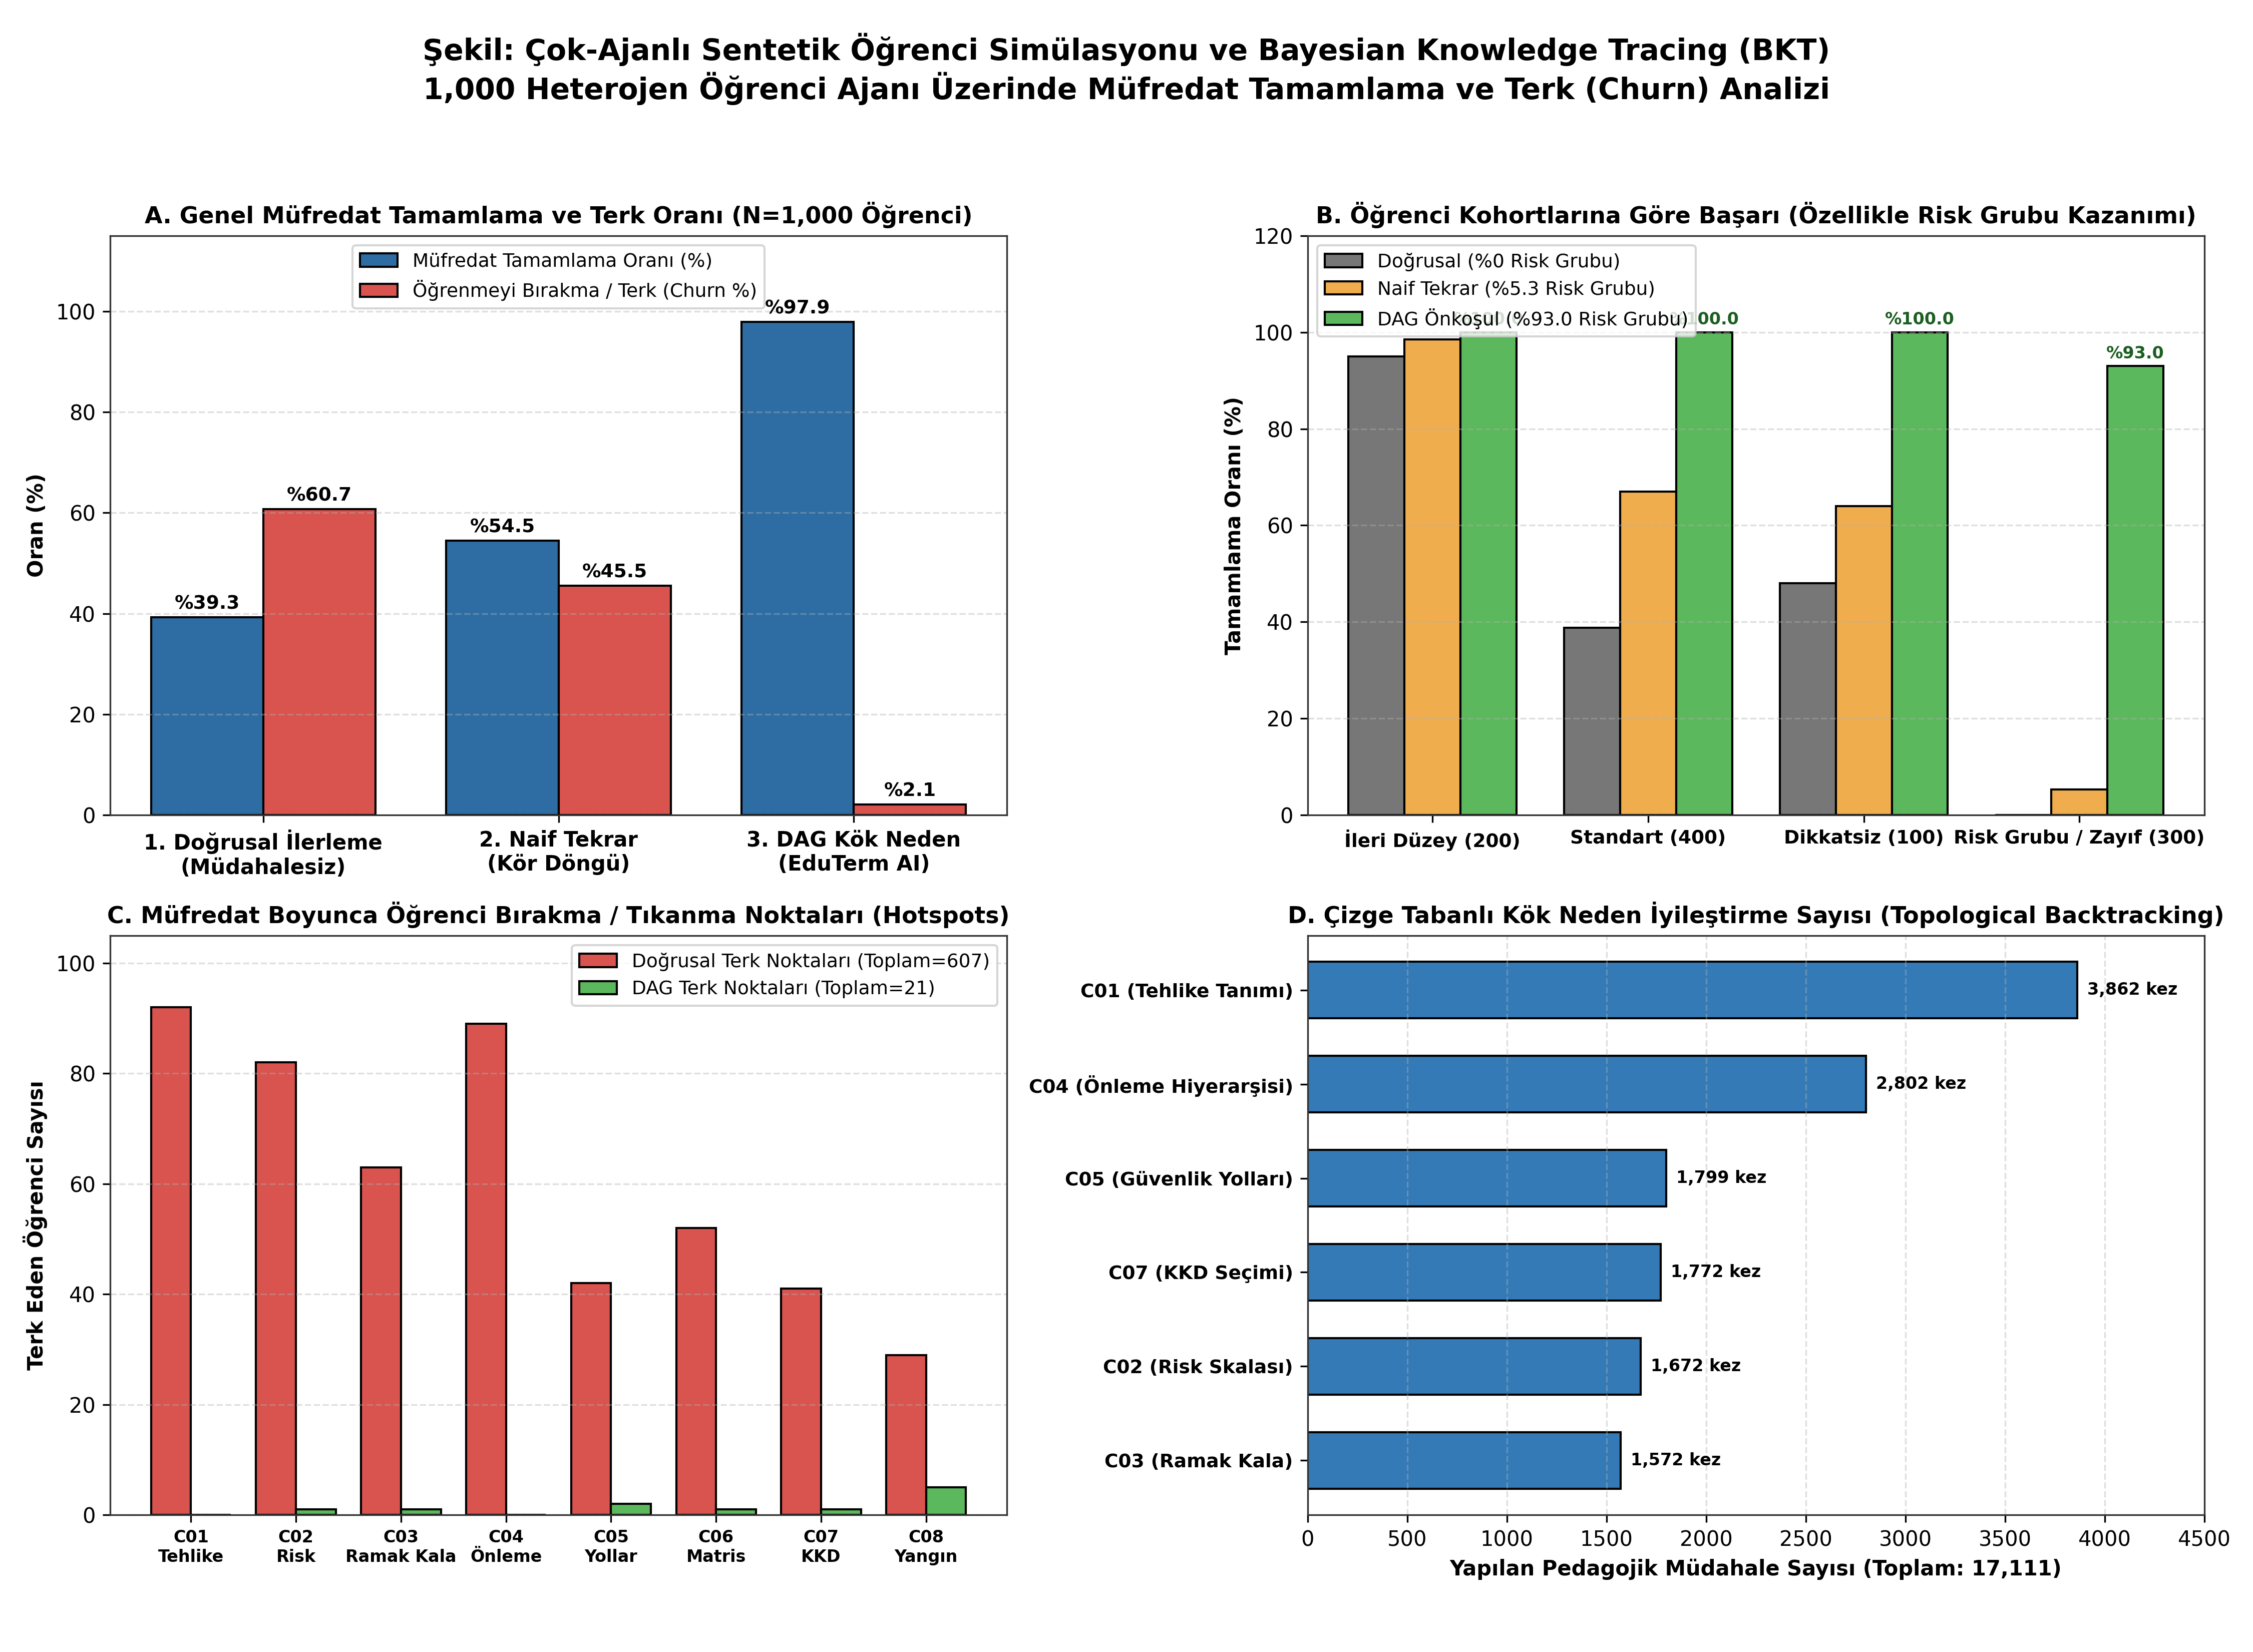 Şekil: Çok-Ajanlı Sentetik Öğrenci Simülasyonu ve Bayesian Knowledge Tracing (BKT)
1,000 Heterojen Öğrenci Ajanı Üzerinde Müfredat Tamamlama ve Terk (Churn) Analizi
A. Genel Müfredat Tamamlama ve Terk Oranı (N=1,000 Öğrenci)
Müfredat Tamamlama Oranı (%)
Öğrenmeyi Bırakma / Terk (Churn %)
Oran (%)
100
80
60
40
20
0
%39.3
%60.7
%54.5
%45.5
%97.9
%2.1
1. Doğrusal İlerleme
(Müdahalesiz)
2. Naif Tekrar
(Kör Döngü)
3. DAG Kök Neden
(EduTerm AI)
B. Öğrenci Kohortlarına Göre Başarı (Özellikle Risk Grubu Kazanımı)
Doğrusal (%0 Risk Grubu)
Naif Tekrar (%5.3 Risk Grubu)
DAG Önkoşul (%93.0 Risk Grubu)
Tamamlama Oranı (%)
120
100
80
60
40
20
0
100.0
%100.0
%93.0
İleri Düzey (200)
Standart (400)
Dikkatsiz (100)
Risk Grubu / Zayıf (300)
C. Müfredat Boyunca Öğrenci Bırakma / Tıkanma Noktaları (Hotspots)
Doğrusal Terk Noktaları (Toplam=607)
DAG Terk Noktaları (Toplam=21)
Terk Eden Öğrenci Sayısı
100
80
60
40
20
0
C01
Tehlike
C02
Risk
C03
Ramak Kala
C04
Önleme
C05
Yollar
C06
Matris
C07
KKD
C08
Yangın
D. Çizge Tabanlı Kök Neden İyileştirme Sayısı (Topological Backtracking)
C01 (Tehlike Tanımı)
3,862 kez
C04 (Önleme Hiyerarşisi)
2,802 kez
C05 (Güvenlik Yolları)
1,799 kez
C07 (KKD Seçimi)
1,772 kez
C02 (Risk Skalası)
1,672 kez
C03 (Ramak Kala)
1,572 kez
0
500
1000
1500
2000
2500
3000
3500
4000
4500
Yapılan Pedagojik Müdahale Sayısı (Toplam: 17,111)